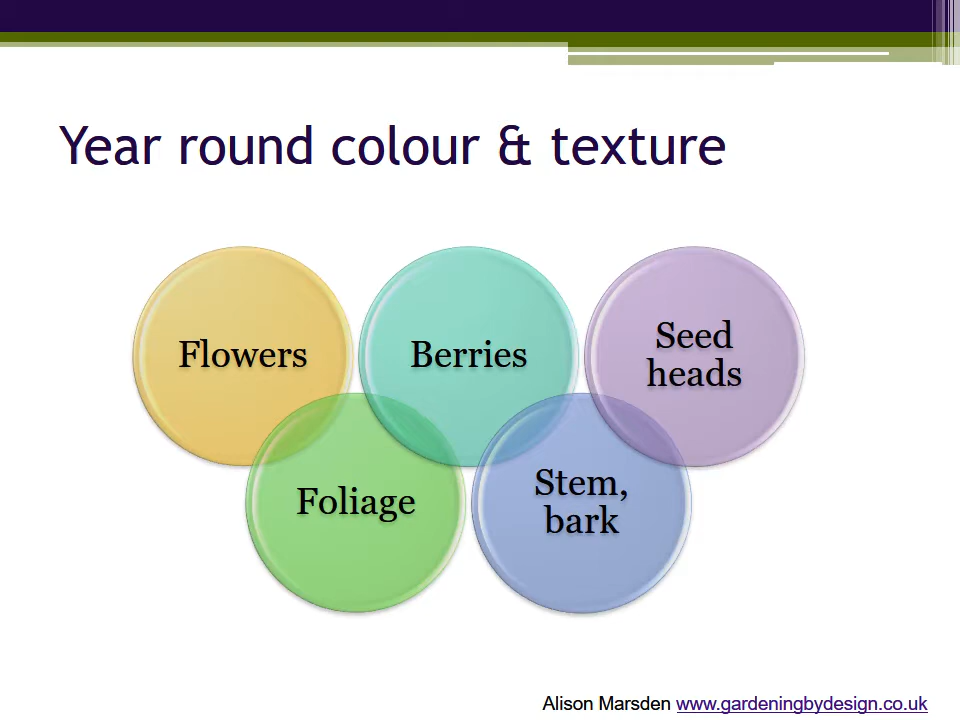 Year round colour & texture
Flowers
Berries
Seed
heads
Foliage
Stem,
bark
Alison Marsden www.gardeningbydesign.co.uk